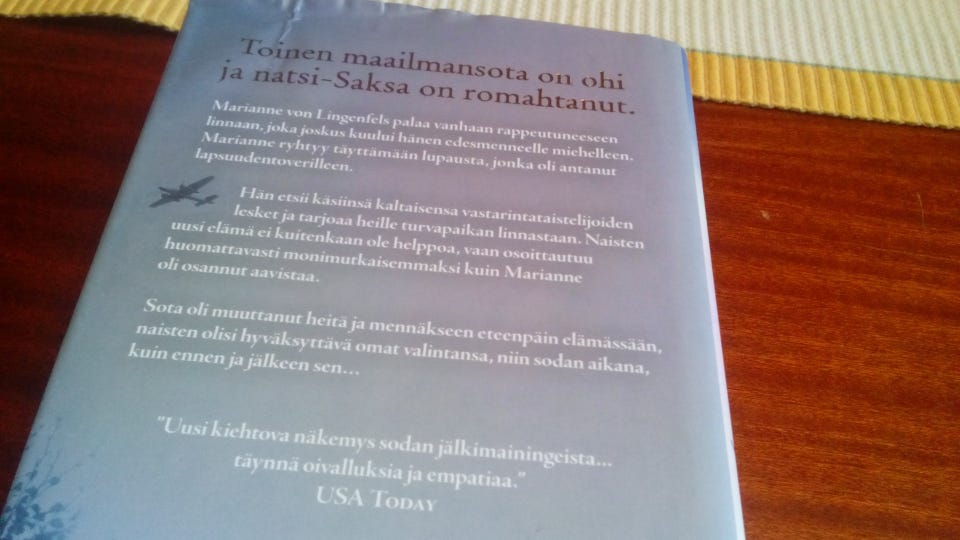 Toinen maailmansota on ohi
ja natsi-Saksa on romahtanut.
Marianne von Lingenfels palaa vanhaan rappeutuneeseen
linnaan, joka joskus kuului hänen edesmenneelle miehelleen.
Marianne ryhtyy täyttämään lupausta, jonka oli antanut
lapsuudentoverilleen.
Hän etsii käsiinsä kaltaisensa vastarintataistelijoiden
lesket ja tarjoaa heille turvapaikan linnastaan. Naisten
uusi elämä ei kuitenkaan ole helppoa, vaan osoittautuu
huomattavasti monimutkaisemmaksi kuin Marianne
oli osannut aavistaa.
Sota oli muuttanut heitä ja mennäkseen eteenpäin elämässään,
naisten olisi hyväksyttävä omat valintansa, niin sodan aikana,
kuin ennen ja jälkeen sen...
"Uusi kiehtova näkemys sodan jälkimainingeista...
täynnä oivalluksia ja empatiaa."
USA Today